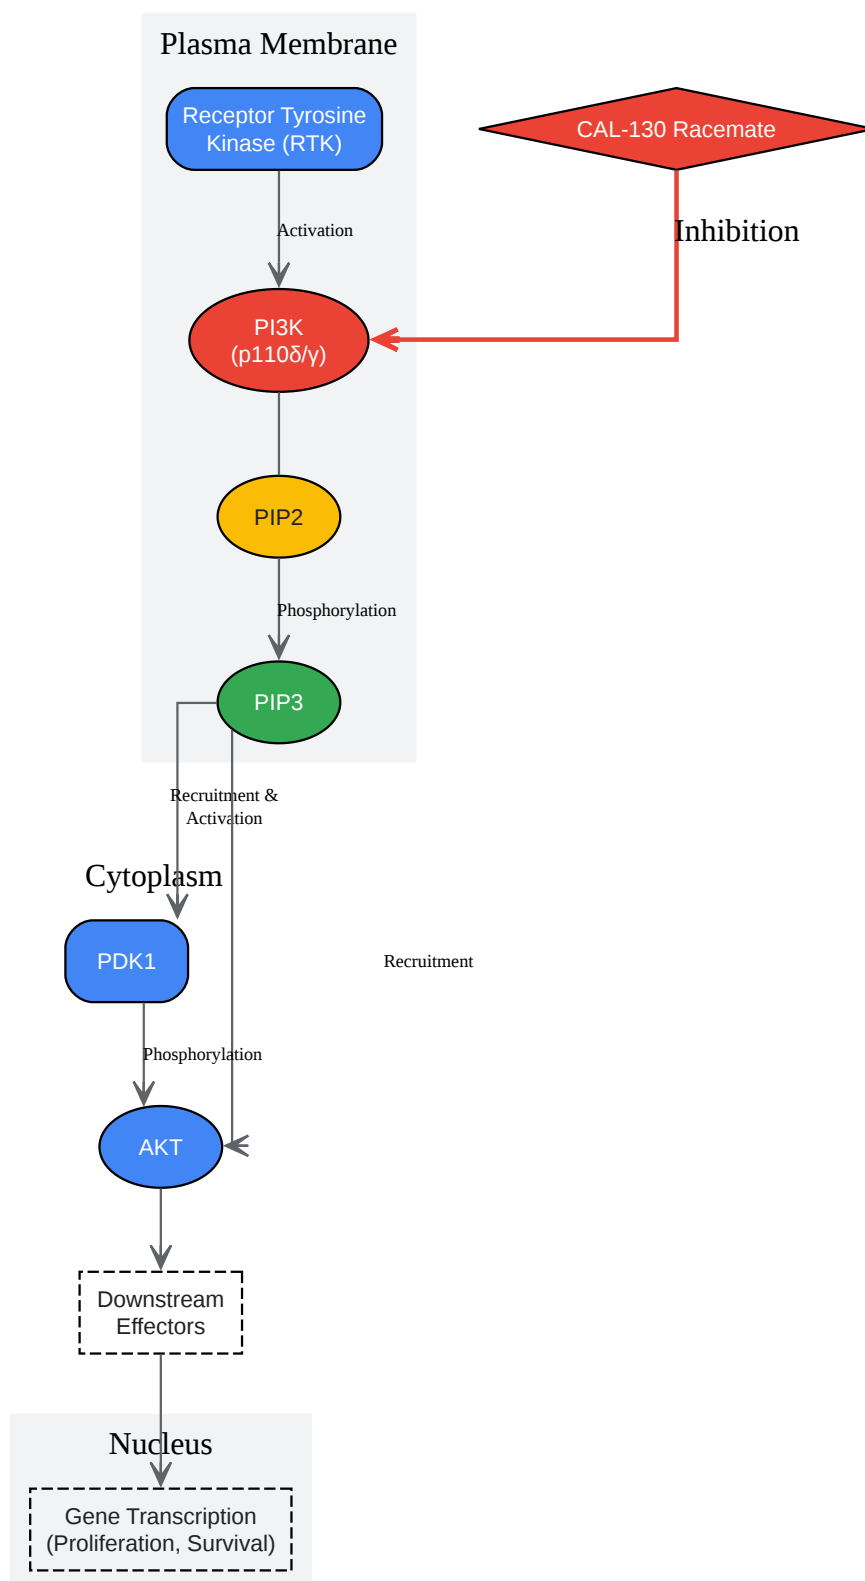 Plasma Membrane
Receptor Tyrosine
Kinase (RTK)
CAL-130 Racemate
Activation
Inhibition
PI3K
(p110δ/γ)
PIP2
Phosphorylation
PIP3
Recruitment &
Activation
Cytoplasm
PDK1
Recruitment
Phosphorylation
AKT
Downstream
Effectors
Nucleus
Gene Transcription
(Proliferation, Survival)